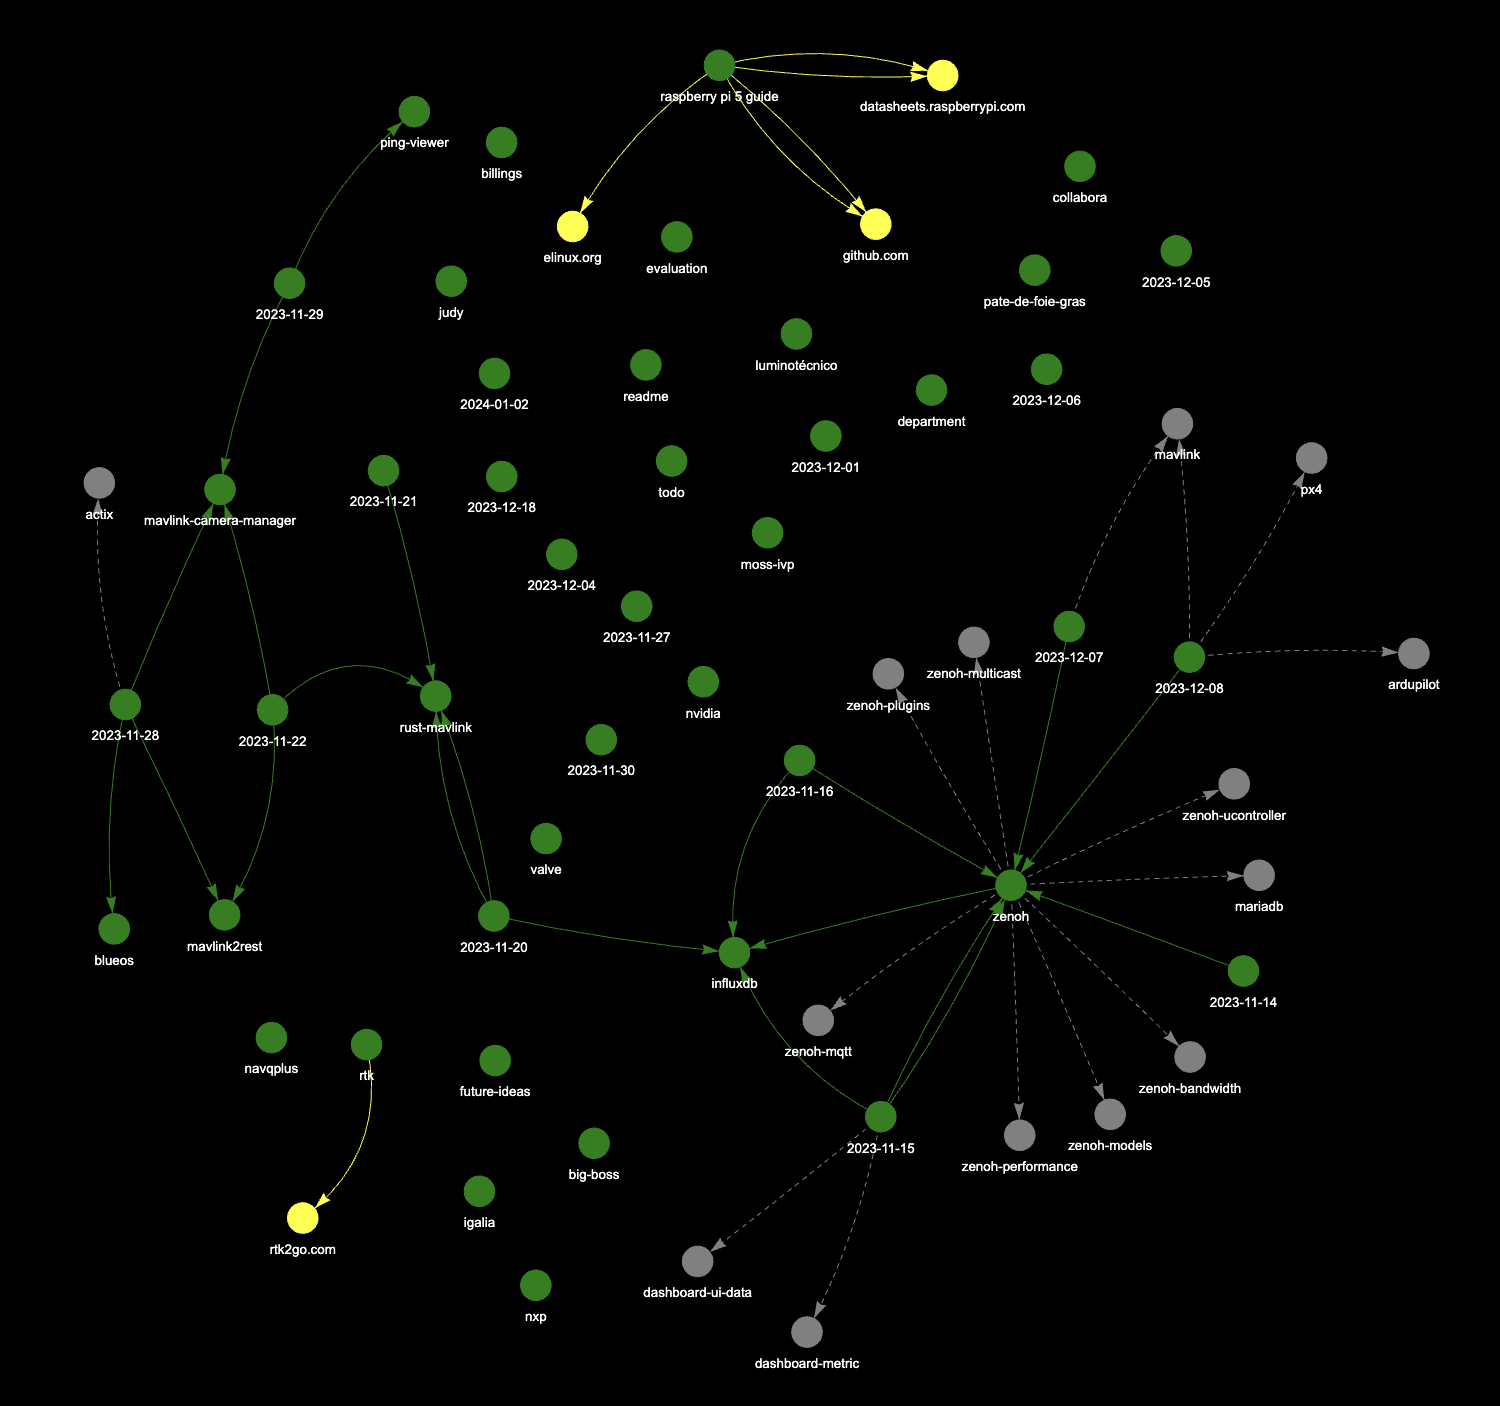 raspberry pi 5 guide
datasheets.raspberrypi.com
ping-viewer
billings
collabora
elinux.org
github.com
evaluation
2023-12-05
pate-de-foie-gras
2023-11-29
judy
luminotécnico
readme
2024-01-02
2023-12-06
department
mavlink
2023-12-01
px4
todo
2023-11-21
2023-12-18
actix
mavlink-camera-manager
moss-ivp
2023-12-04
2023-11-27
2023-12-07
zenoh-multicast
ardupilot
2023-12-08
zenoh-plugins
nvidia
rust-mavlink
2023-11-28
2023-11-22
2023-11-30
2023-11-16
zenoh-ucontroller
valve
mariadb
zenoh
mavlink2rest
2023-11-20
blueos
influxdb
2023-11-14
zenoh-mqtt
navqplus
rtk
future-ideas
zenoh-bandwidth
2023-11-15
zenoh-models
zenoh-performance
big-boss
igalia
rtk2go.com
dashboard-ui-data
nxp
dashboard-metric